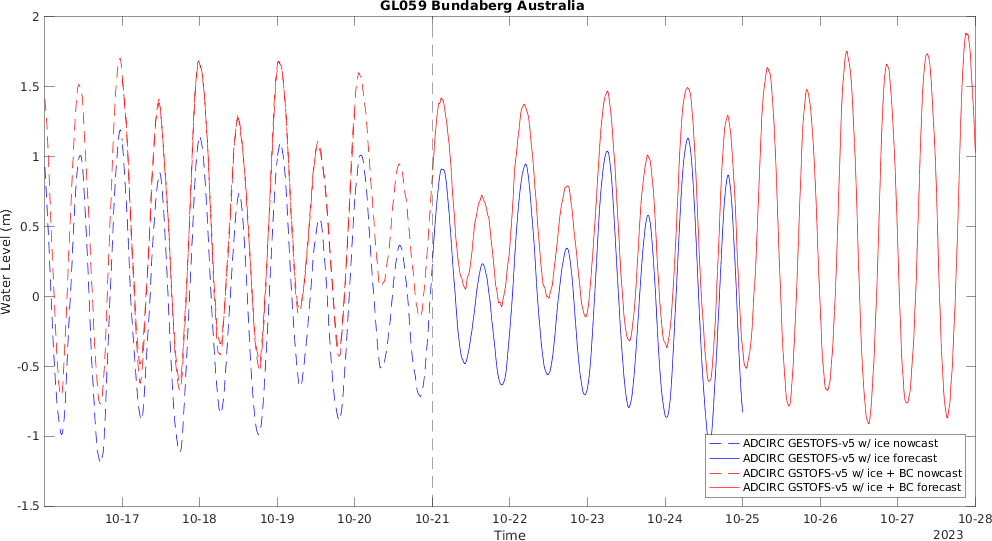 GL059 Bundaberg Australia
2
1.5
1
0.5
0
-0.5
-1
-1.5
Water Level (m)
10-17 10-18 10-19 10-20 10-21 10-22 10-23 10-24 10-25 10-26 10-27 10-28
Time
2023
ADCIRC GESTOFS-v5 w/ ice nowcast
ADCIRC GESTOFS-v5 w/ ice forecast
ADCIRC GSTOFS-v5 w/ ice + BC nowcast
ADCIRC GSTOFS-v5 w/ ice + BC forecast